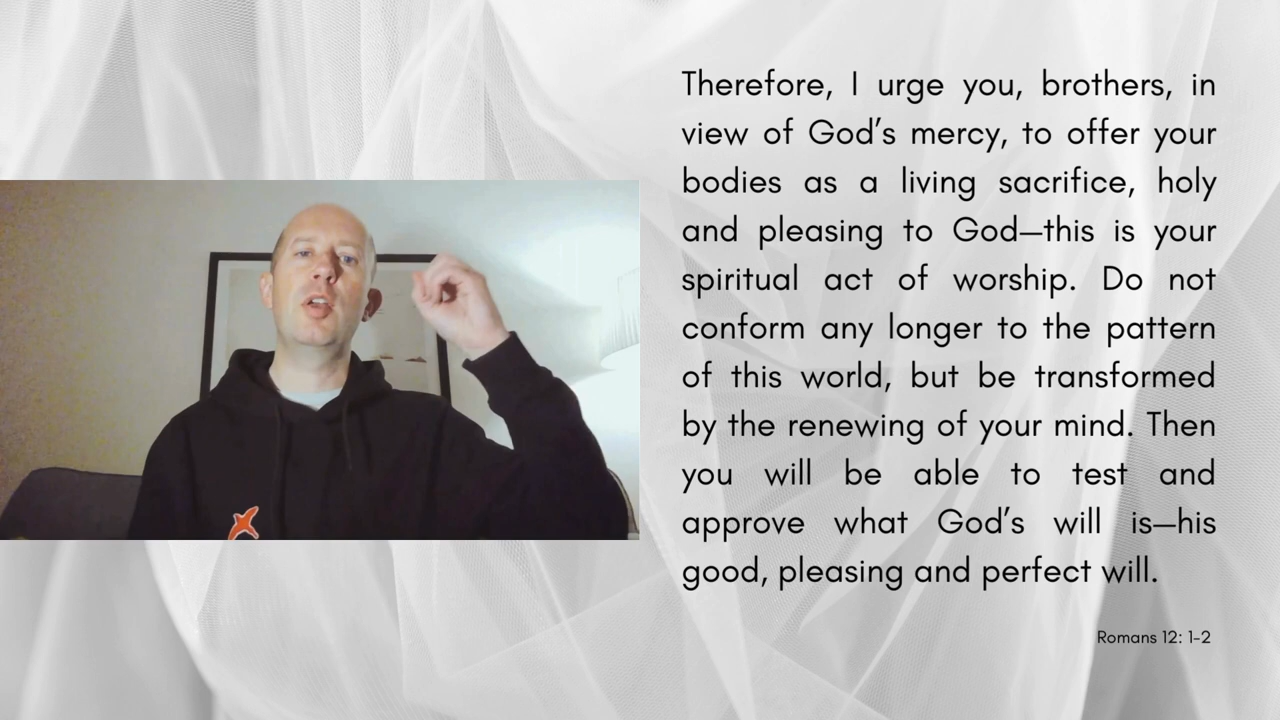 Therefore, I urge you, brothers, in
view of God’s mercy, to offer your
bodies as a living sacrifice, holy
and pleasing to God—this is your
spiritual act of worship. Do not
conform any longer to the pattern
of this world, but be transformed
by the renewing of your mind. Then
you will be able to test and
approve what God’s will is—his
good, pleasing and perfect will.
Romans 12: 1-2